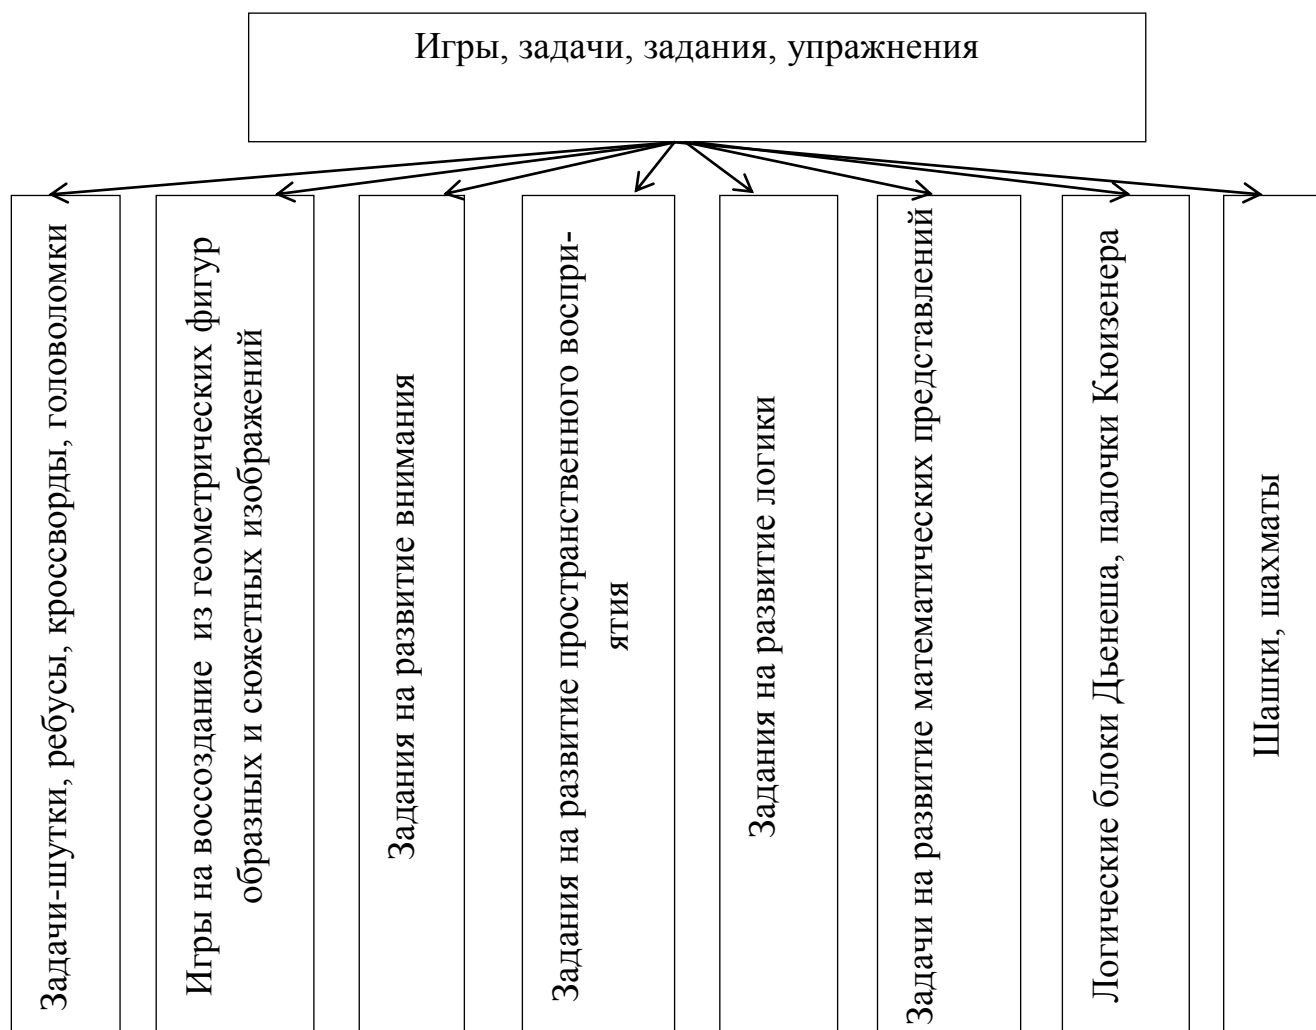 Игры, задачи, задания, упражнения
Задачи-шутки, ребусы, кроссворды, головоломки
Игры на воссоздание из геометрических фигур
образных и сюжетных изображений
Задания на развитие внимания
Задания на развитие пространственного воспри-
ятия
Задания на развитие логики
Задачи на развитие математических представлений
Логические блоки Дьенеша, палочки Кюизенера
Шашки, шахматы